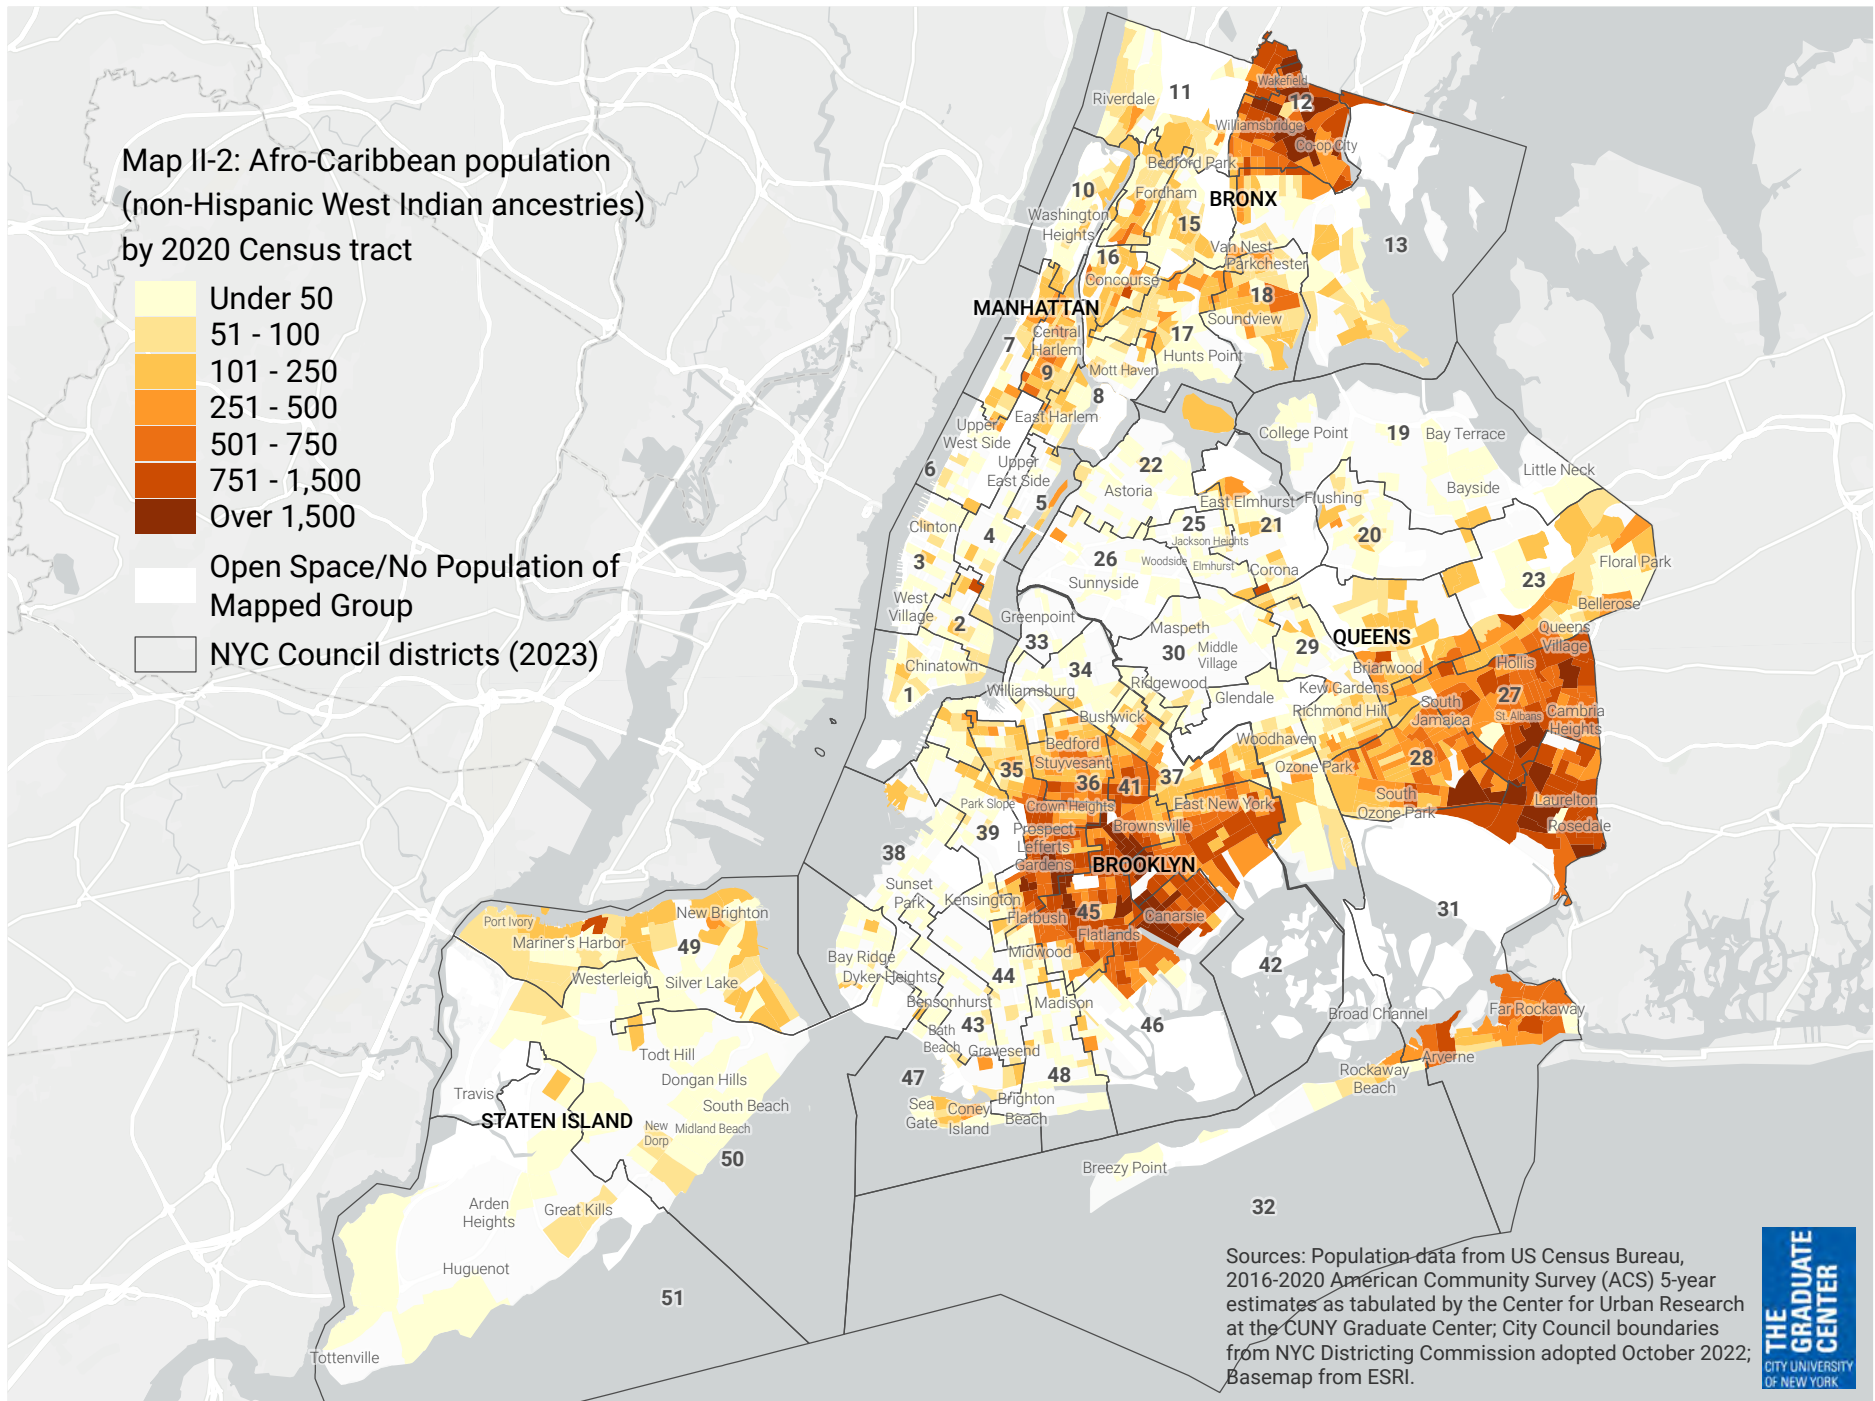 Map II-2: Afro-Caribbean population
(non-Hispanic West Indian ancestries)
by 2020 Census tract
Under 50
51 - 100
101 - 250
251 - 500
501 - 750
751 - 1,500
Over 1,500
Open Space/No Population of
Mapped Group
NYC Council districts (2023)
Wakefield
11
12
Riverdale
Williamsbridge
Co-op City
Bedford Park
10
Fordham
BRONX
Washington
Heights
15
13
Van Nest
16
Parkchester
Concourse
18
MANHATTAN
Soundview
Central
Harlem
17
7
Hunts Point
9
Mott Haven
8
East Harlem
Upper
West Side
College Point
19
Bay Terrace
6
Upper
East Side
22
Little Neck
Astoria
Bayside
5
East Elmhurst
Flushing
Clinton
25
21
4
Jackson Heights
20
3
26
Woodside
Elmhurst
Corona
Floral Park
Sunnyside
23
West
Village
Bellerose
2
Greenpoint
Maspeth
QUEENS
Queens
Village
33
30
Middle
Village
29
Chinatown
34
Briarwood
Hollis
1
Williamsburg
Ridgewood
Glendale
Kew Gardens
27
Richmond Hill
South
Jamaica
St. Albans
Cambria
Heights
Bushwick
Bedford
Stuyvesant
Woodhaven
35
36
41
37
Ozone Park
28
Park Slope
Crown Heights
East New York
South
Ozone Park
Laurelton
39
Prospect
Lefferts
Gardens
Brownsville
Rosedale
38
BROOKLYN
Sunset
Park
Kensington
Port Ivory
New Brighton
Flatbush
45
Canarsie
31
Mariner's Harbor
49
Flatlands
Bay Ridge
Midwood
42
Westerleigh
Silver Lake
Dyker Heights
44
Bensonhurst
Madison
Broad Channel
Far Rockaway
43
46
Bath
Beach
Gravesend
Todt Hill
Arverne
47
48
Rockaway
Beach
Dongan Hills
Travis
South Beach
Sea
Gate
Coney
Island
Brighton
Beach
STATEN ISLAND
New
Dorp
Midland Beach
50
Breezy Point
Arden
Heights
Great Kills
32
Huguenot
51
Tottenville
Sources: Population data from US Census Bureau,
2016-2020 American Community Survey (ACS) 5-year
estimates as tabulated by the Center for Urban Research
at the CUNY Graduate Center; City Council boundaries
from NYC Districting Commission adopted October 2022;
Basemap from ESRI.
THE
GRADUATE
CENTER
CITY UNIVERSITY
OF NEW YORK